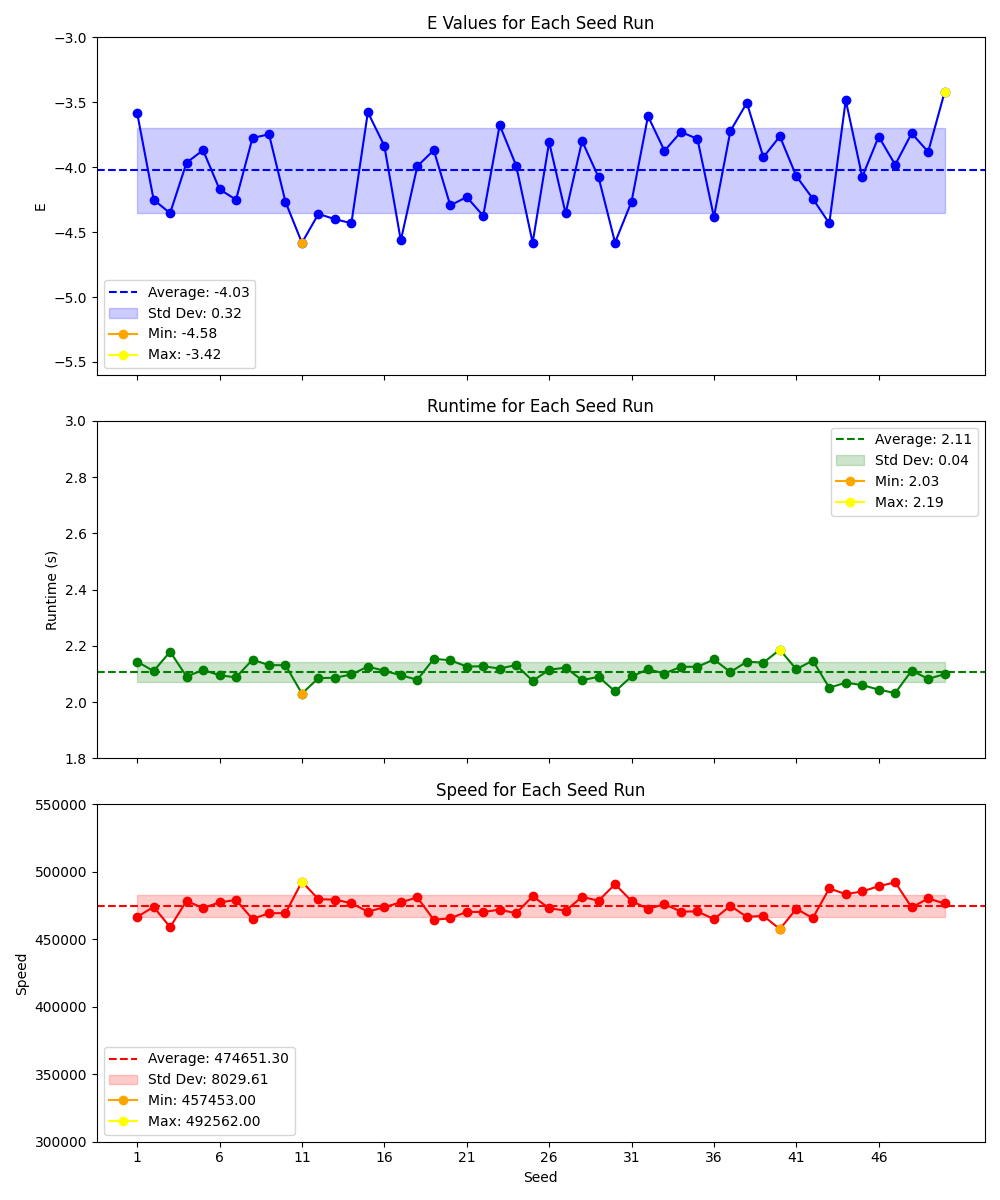 E Values for Each Seed Run
−3.0
−3.5
−4.0
−4.5
−5.0
−5.5
E
Average: -4.03
Std Dev: 0.32
Min: -4.58
Max: -3.42
Runtime for Each Seed Run
3.0
2.8
2.6
2.4
2.2
2.0
1.8
Runtime (s)
Average: 2.11
Std Dev: 0.04
Min: 2.03
Max: 2.19
Speed for Each Seed Run
550000
500000
450000
400000
350000
300000
Speed
Average: 474651.30
Std Dev: 8029.61
Min: 457453.00
Max: 492562.00
1 6 11 16 21 26 31 36 41 46
Seed